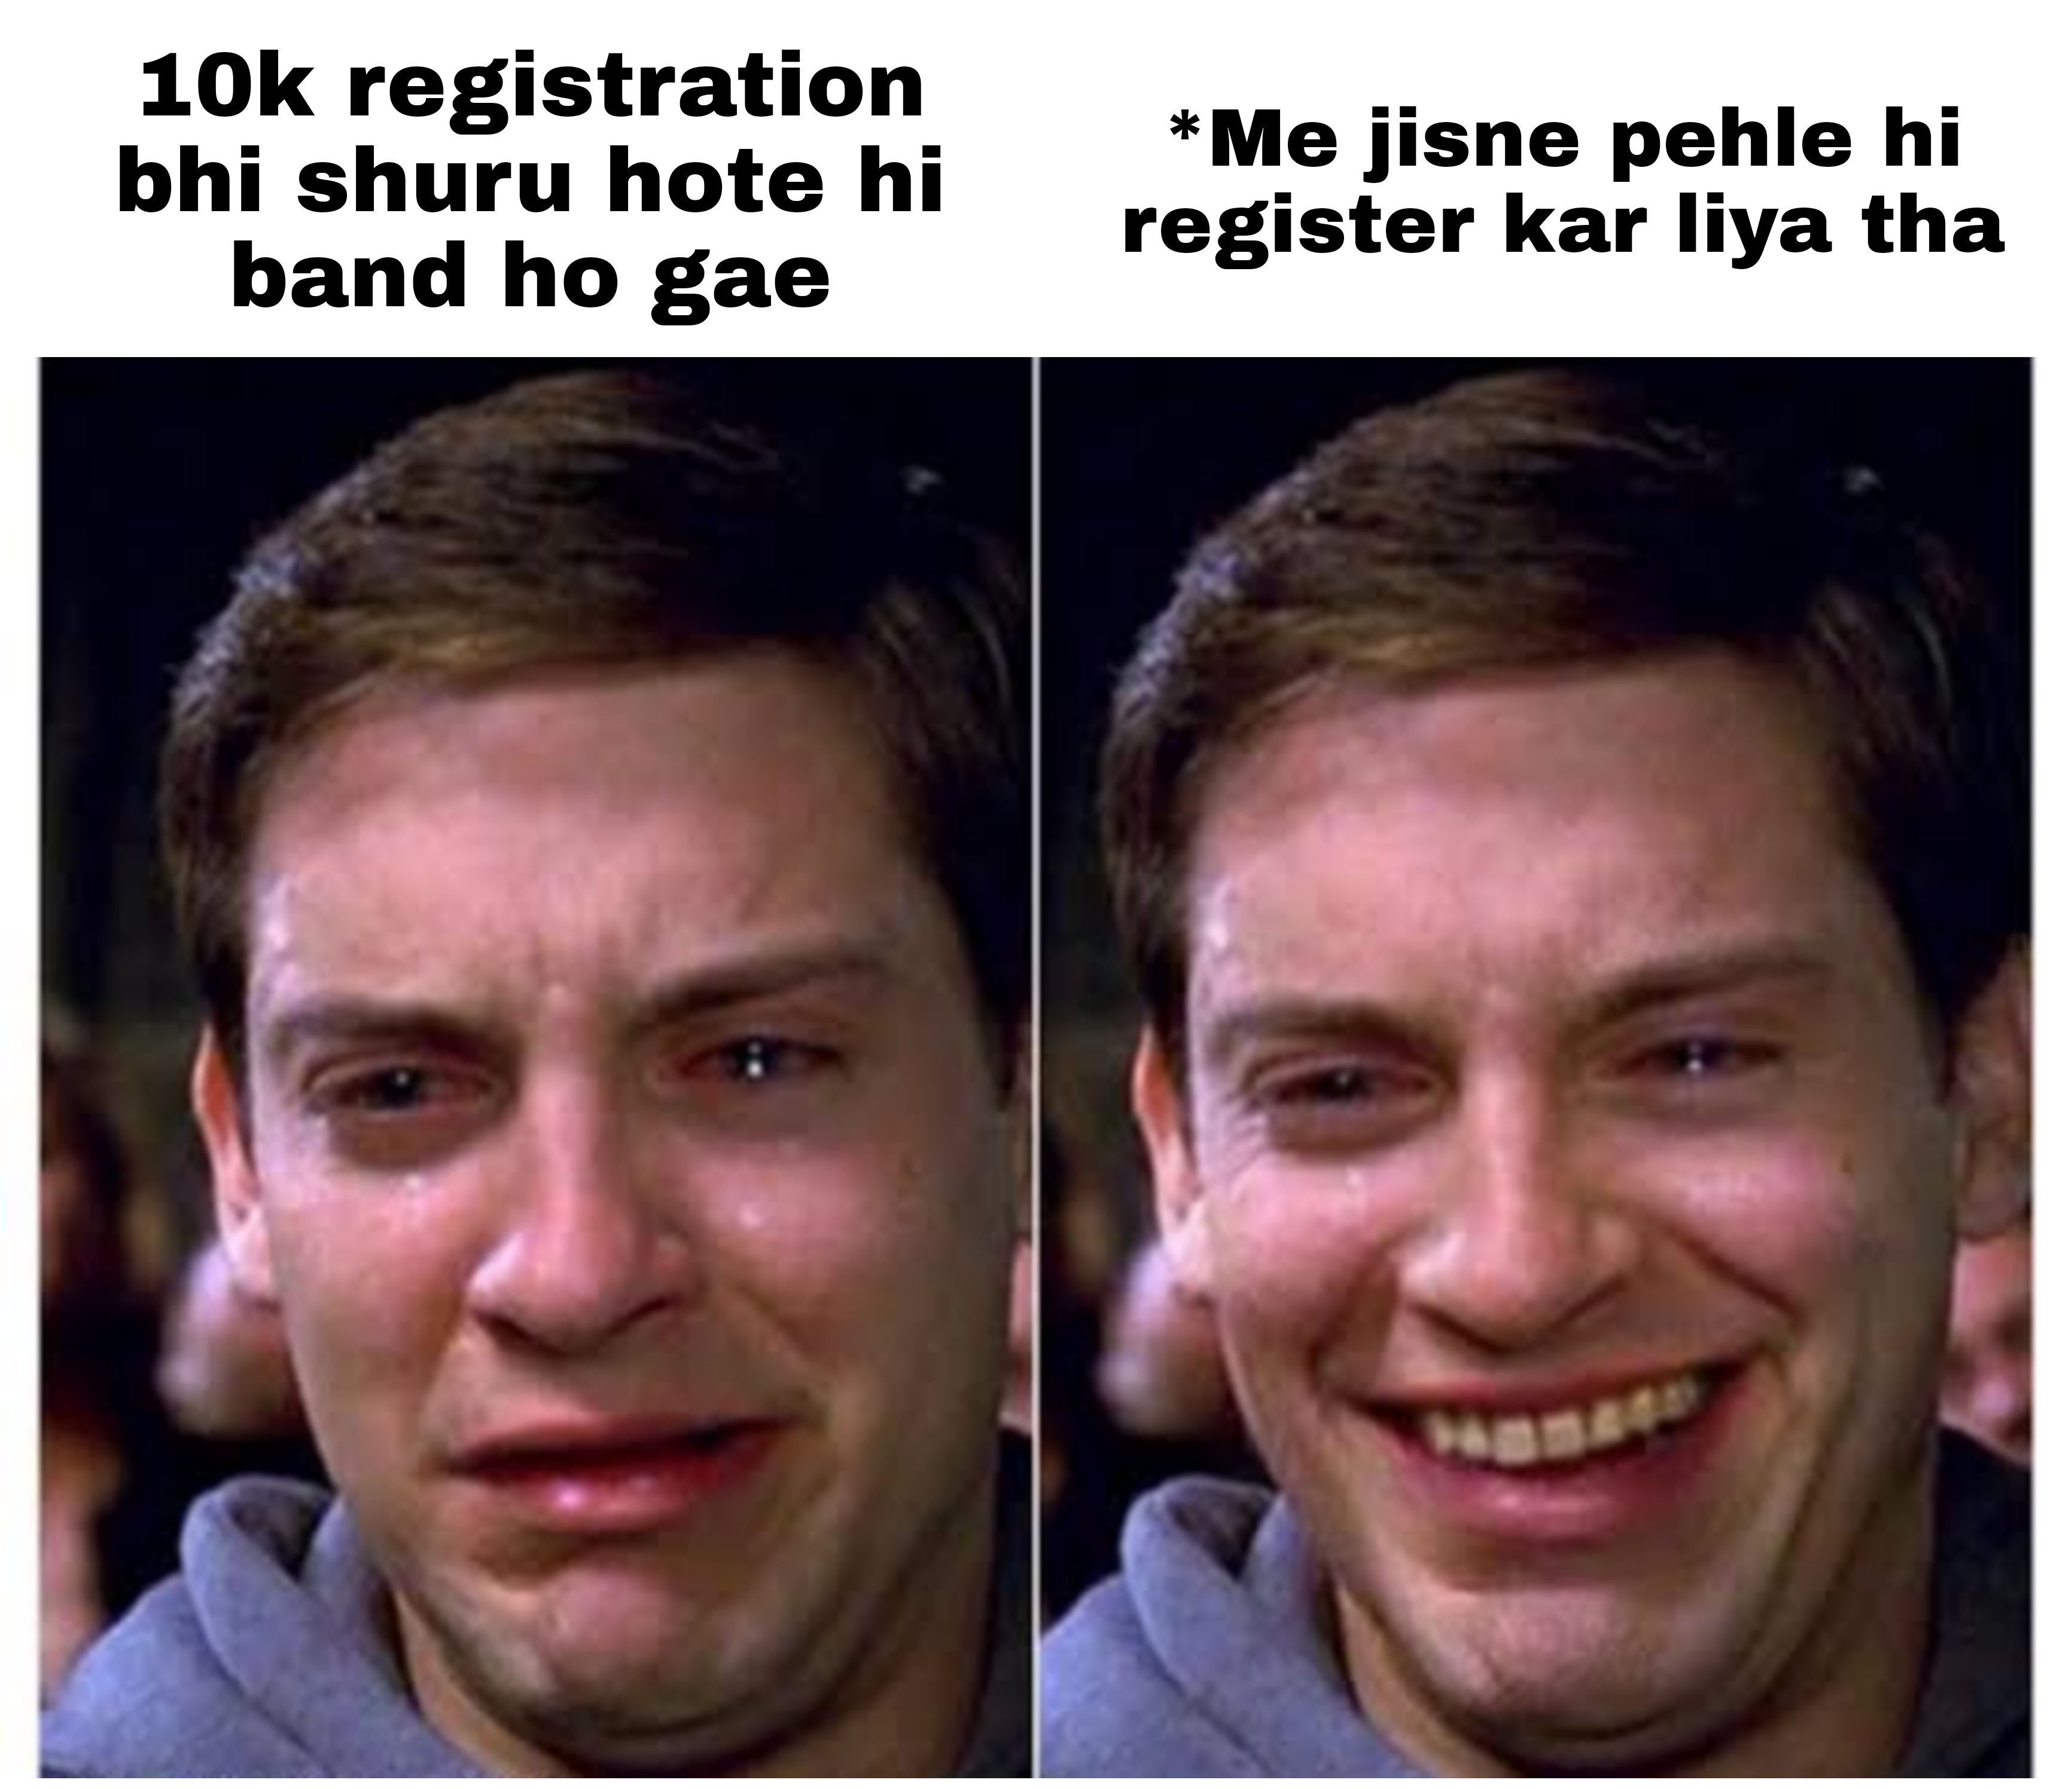 10k registration
bhi shuru hote hi
band ho gae
*Me jisne pehle hi
register kar liya tha